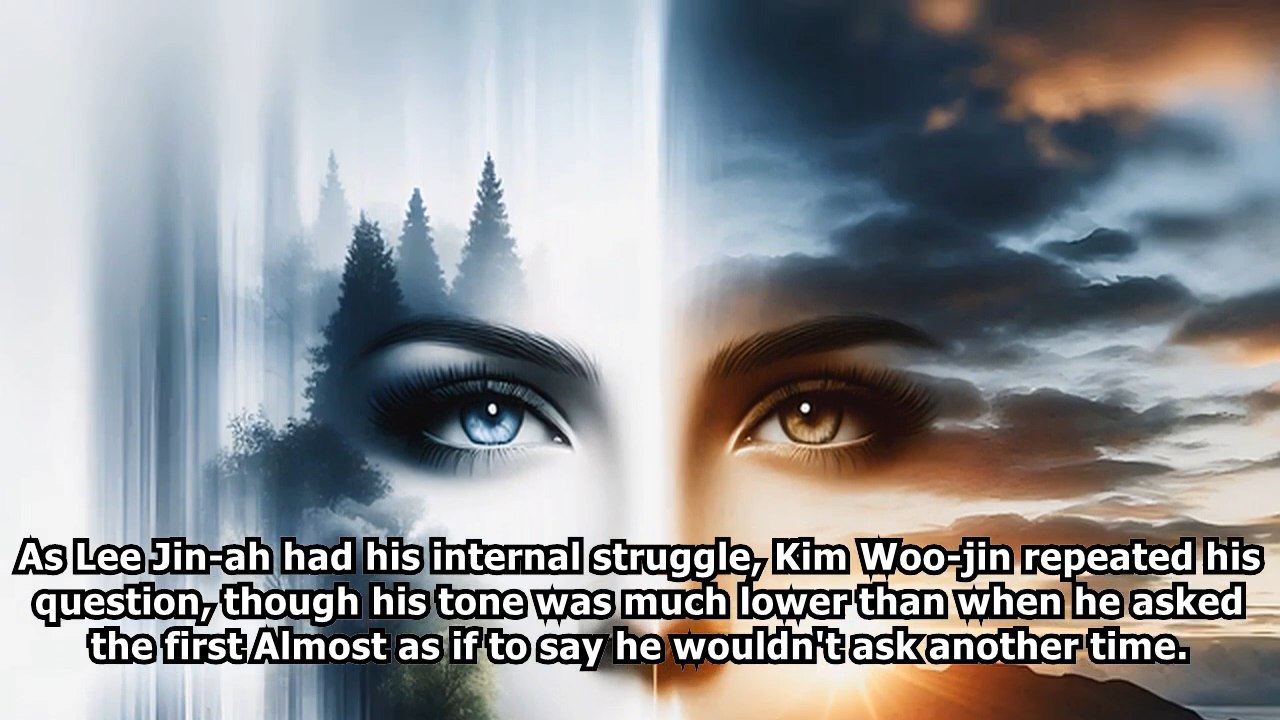 As Lee Jin-ah had his internal struggle, Kim Woo-jin repeated his
question, though his tone was much lower than when he asked
the first Almost as if to say he wouldn't ask another time.